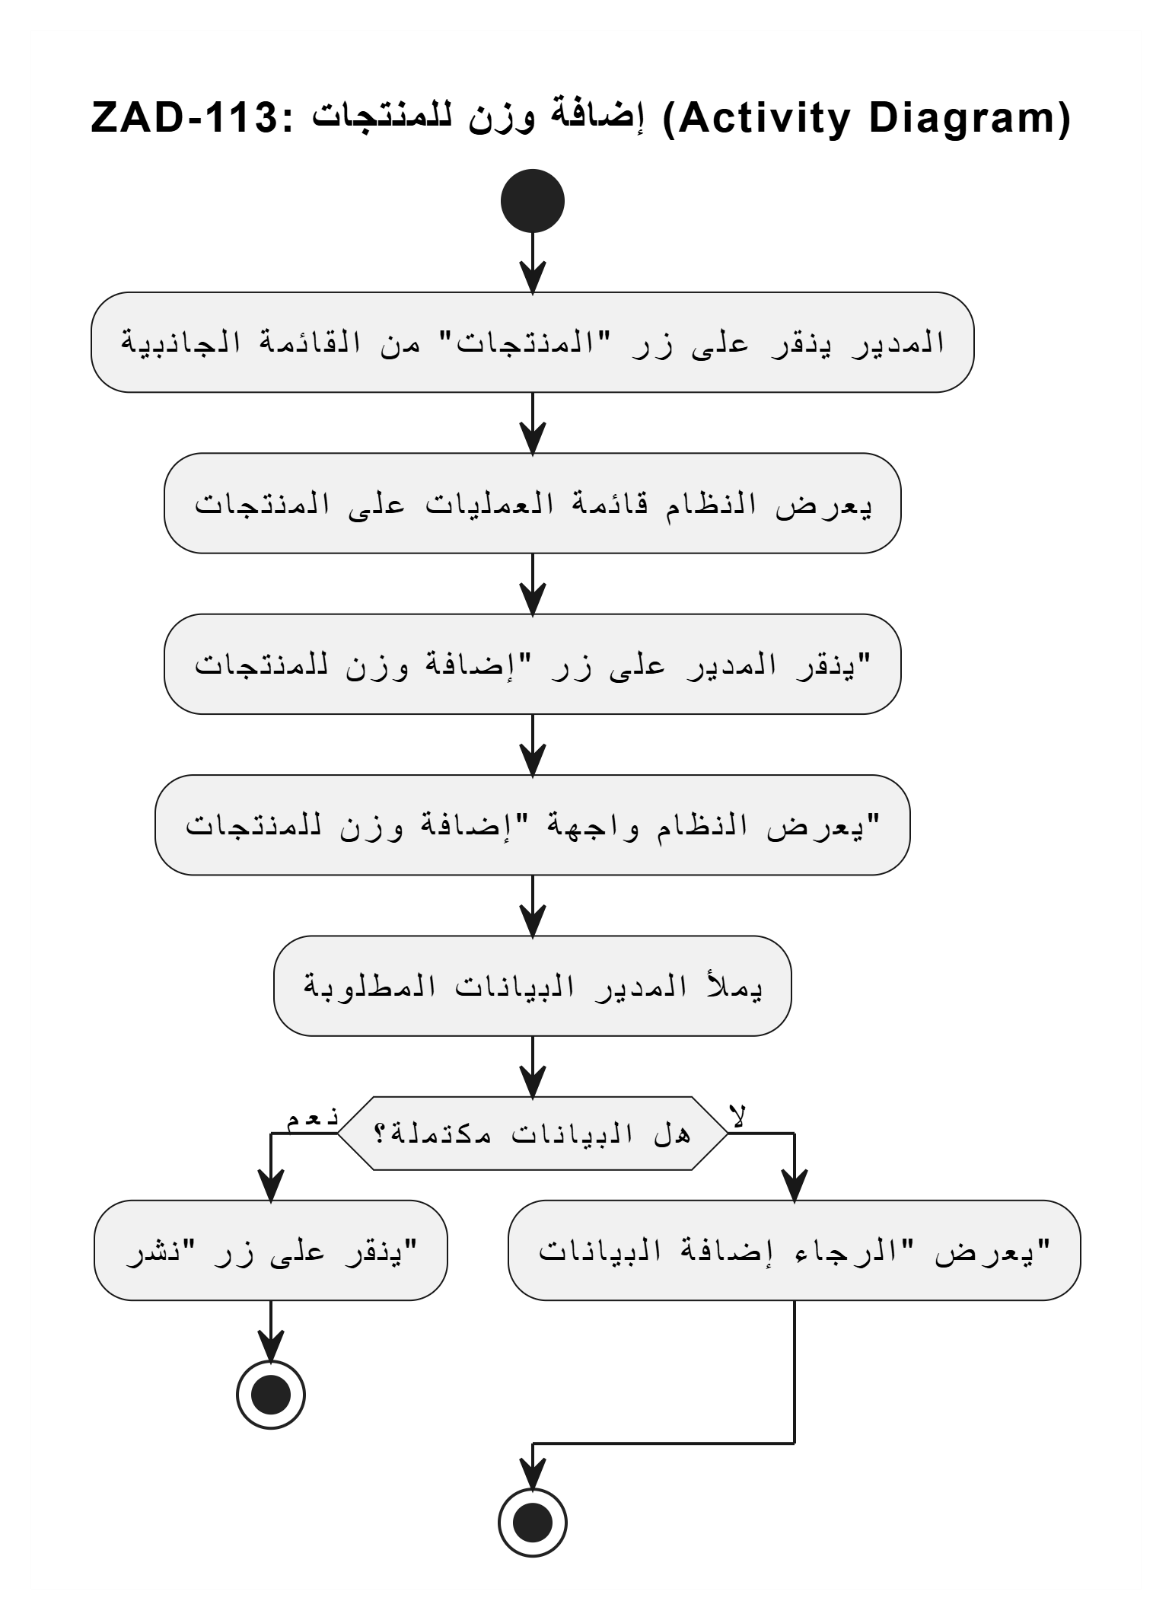 ZAD-113: إضافة وزن للمنتجات (Activity Diagram)
المدير ينقر على زر "المنتجات" من القائمة الجانبية
يعرض النظام قائمة العمليات على المنتجات
ينقر المدير على زر "إضافة وزن للمنتجات"
يعرض النظام واجهة "إضافة وزن للمنتجات"
يملأ المدير البيانات المطلوبة
هل البيانات مكتملة؟
نعم
لا
ينقر على زر "نشر"
يعرض "الرجاء إضافة البيانات"